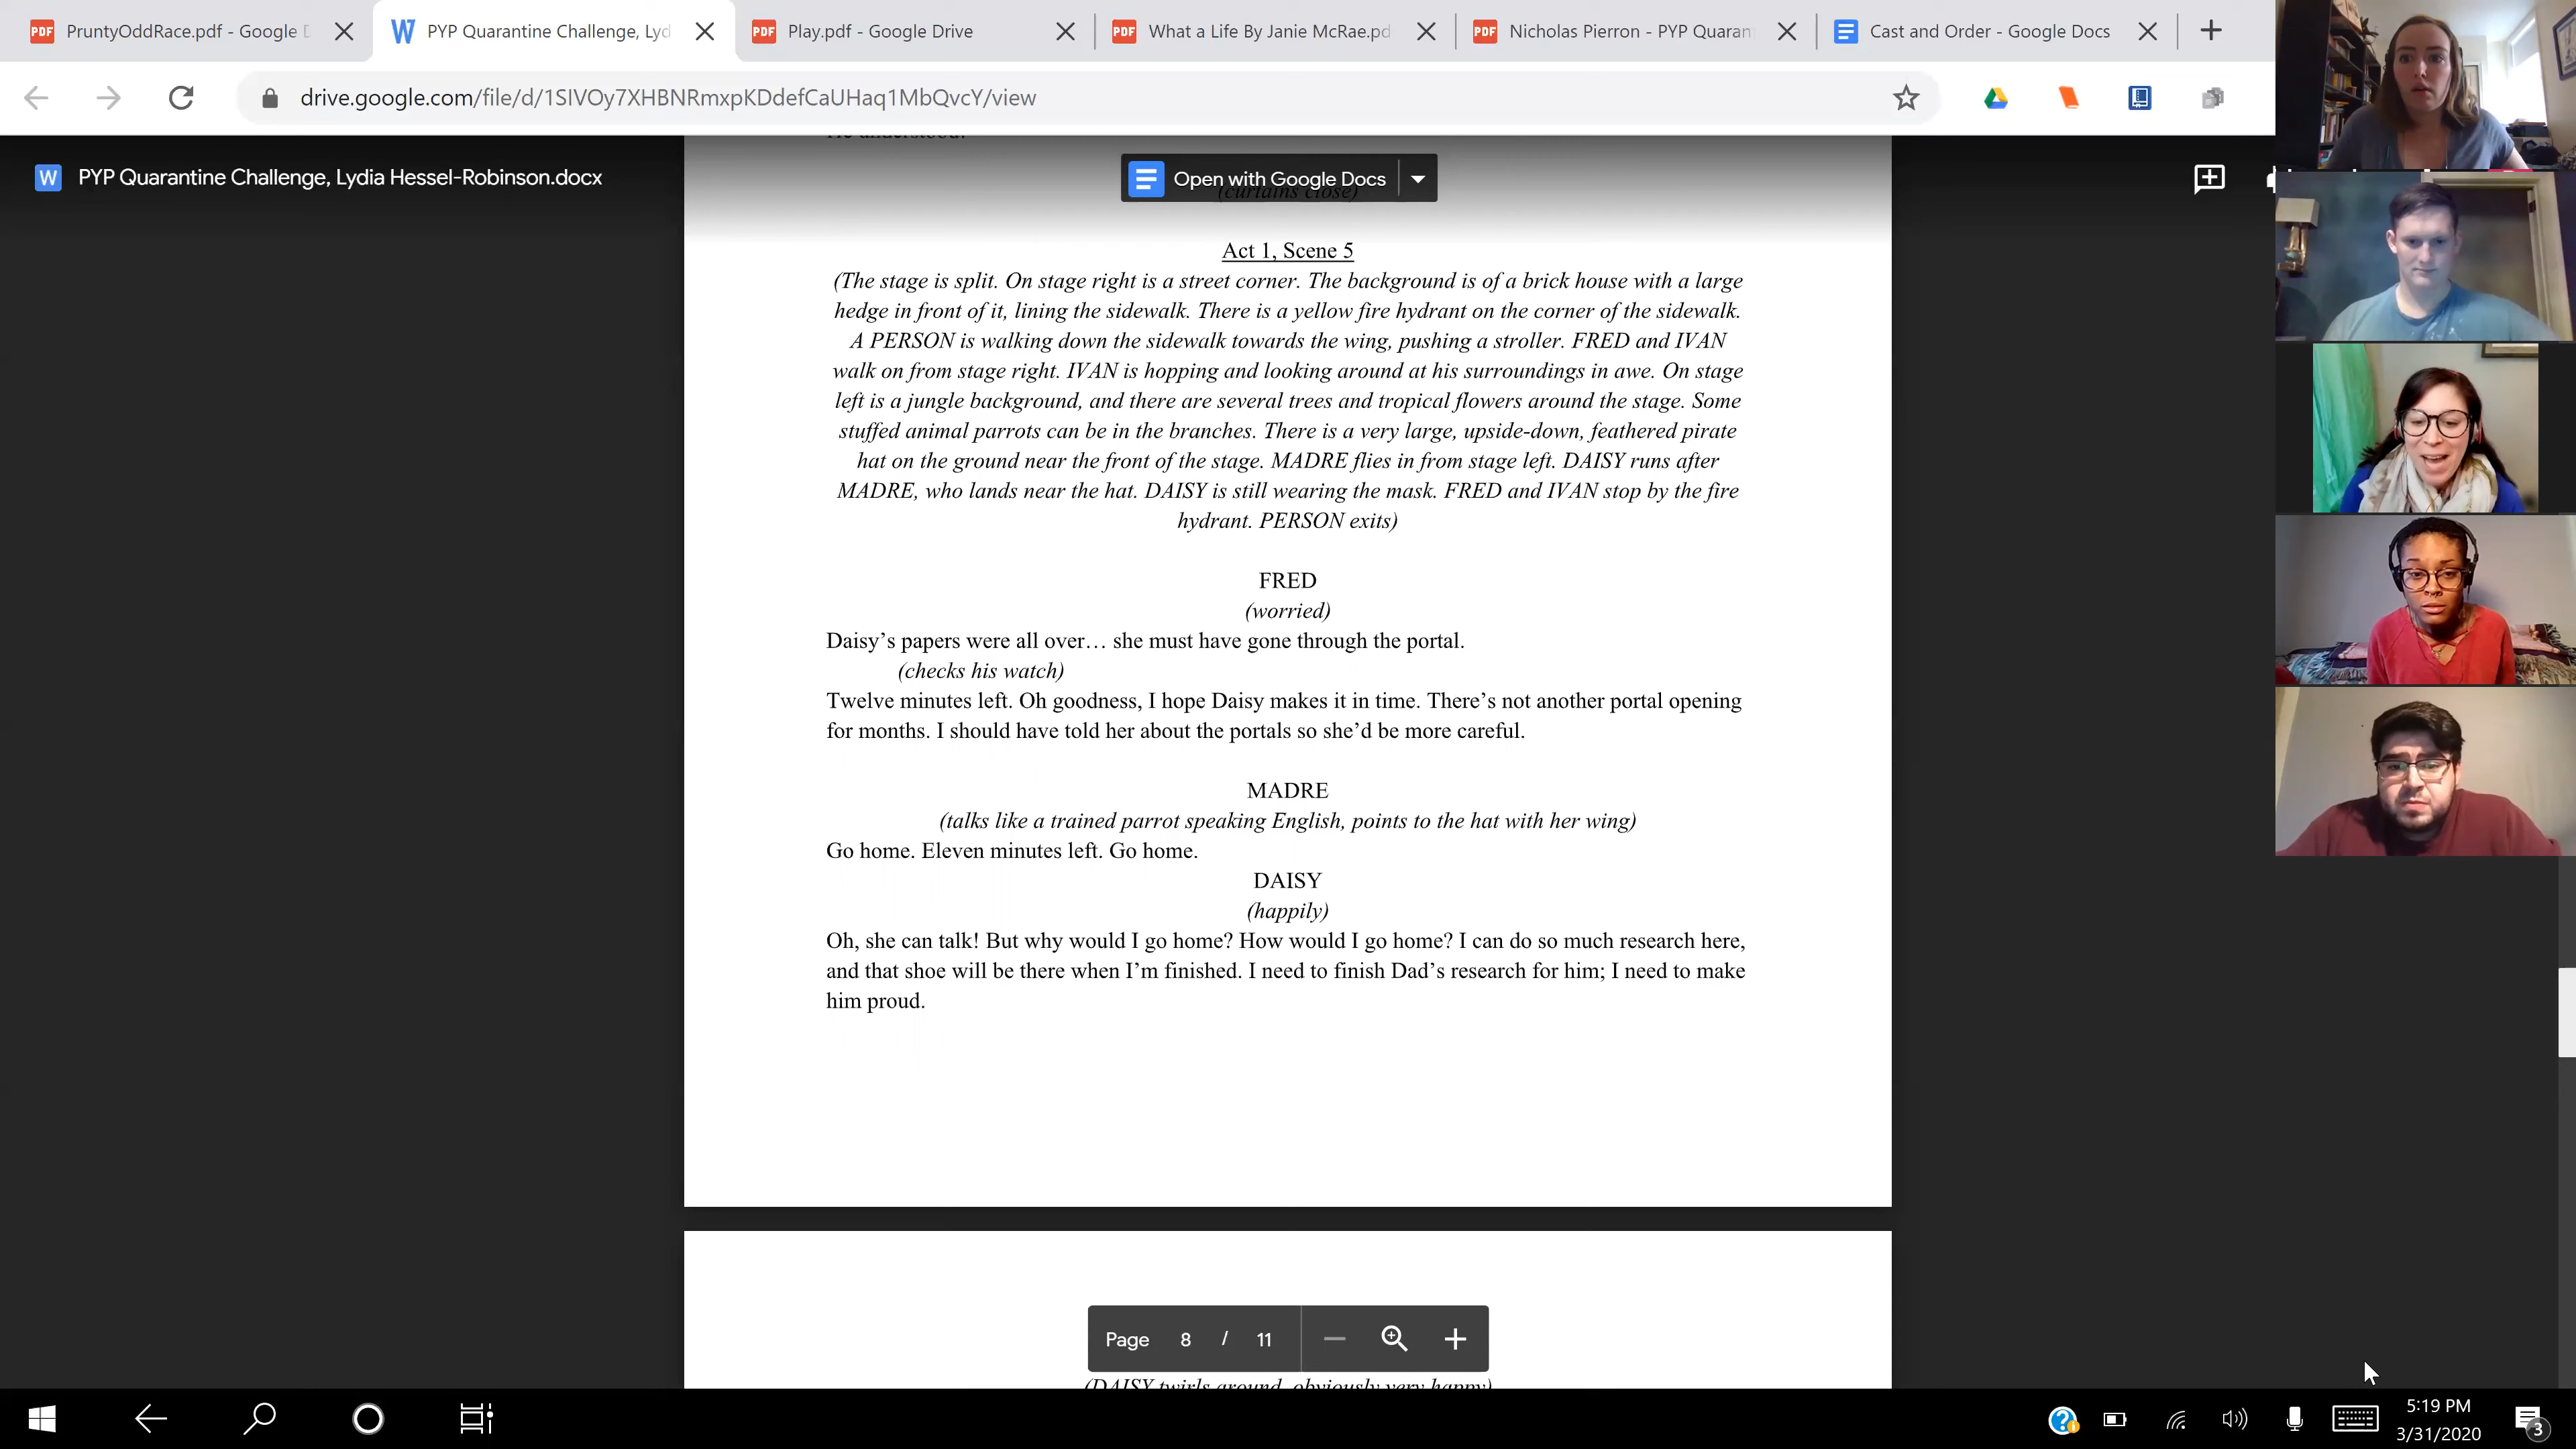 PDF PruntyOddRace.pdf - Google D
W PYP Quarantine Challenge, Lyd
PDF Play.pdf - Google Drive
PDF What a Life By Janie McRae.pd
PDF Nicholas Pierron - PYP Quaran
Cast and Order - Google Docs
drive.google.com/file/d/1SIVOy7XHBNRmxpKDdefCaUHaq1MbQvcY/view
He understood.
W PYP Quarantine Challenge, Lydia Hessel-Robinson.docx
Open with Google Docs
(curtains close)
Act 1, Scene 5
(The stage is split. On stage right is a street corner. The background is of a brick house with a large
hedge in front of it, lining the sidewalk. There is a yellow fire hydrant on the corner of the sidewalk.
A PERSON is walking down the sidewalk towards the wing, pushing a stroller. FRED and IVAN
walk on from stage right. IVAN is hopping and looking around at his surroundings in awe. On stage
left is a jungle background, and there are several trees and tropical flowers around the stage. Some
stuffed animal parrots can be in the branches. There is a very large, upside-down, feathered pirate
hat on the ground near the front of the stage. MADRE flies in from stage left. DAISY runs after
MADRE, who lands near the hat. DAISY is still wearing the mask. FRED and IVAN stop by the fire
hydrant. PERSON exits)
FRED
(worried)
Daisy’s papers were all over… she must have gone through the portal.
(checks his watch)
Twelve minutes left. Oh goodness, I hope Daisy makes it in time. There’s not another portal opening
for months. I should have told her about the portals so she’d be more careful.
MADRE
(talks like a trained parrot speaking English, points to the hat with her wing)
Go home. Eleven minutes left. Go home.
DAISY
(happily)
Oh, she can talk! But why would I go home? How would I go home? I can do so much research here,
and that shoe will be there when I’m finished. I need to finish Dad’s research for him; I need to make
him proud.
Page 8 / 11
(DAISY twirls around, obviously very happy)
5:19 PM
3/31/2020
3